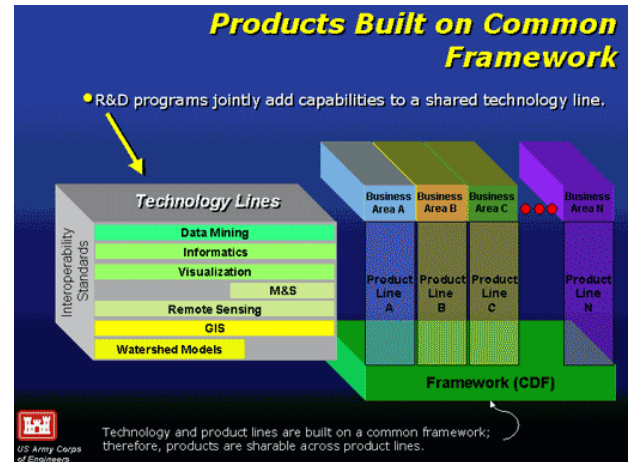 Products Built on Common
Framework
•R&D programs jointly add capabilities to a shared technology line.
Technology Lines
Interoperability
Standards
Data Mining
Informatics
Visualization
M&S
Remote Sensing
GIS
Watershed Models
Business
Area A
Business
Area B
Business
Area C
Business
Area N
Product
Line
A
Product
Line
B
Product
Line
C
Product
Line
N
Framework (CDF)
Technology and product lines are built on a common framework;
therefore, products are sharable across product lines.
US Army Corps
of Engineers